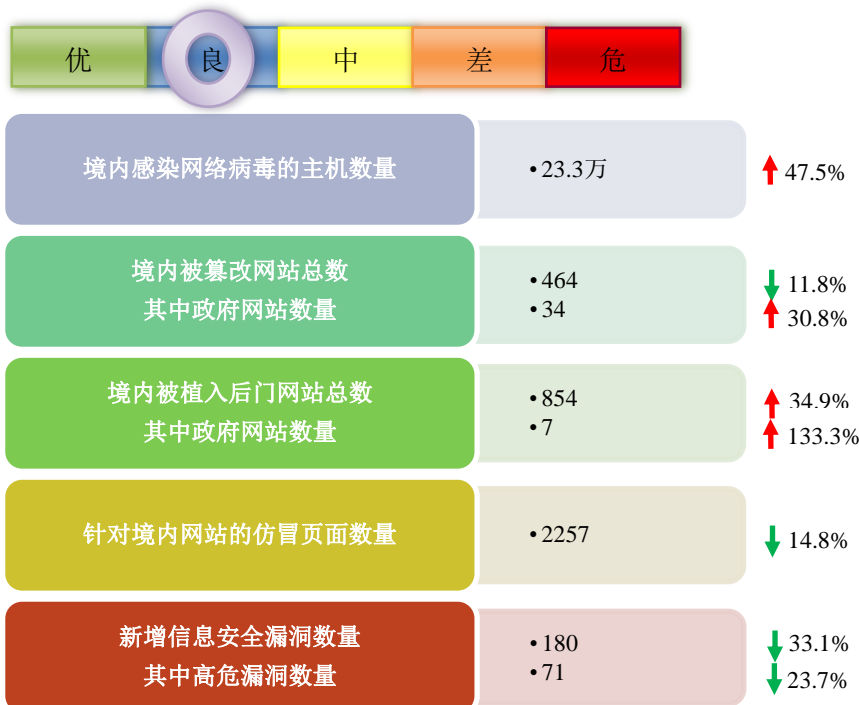 优 良 中 差 危
境内感染网络病毒的主机数量 •23.3万 47.5%
境内被篡改网站总数 •464 11.8%
其中政府网站数量 •34 30.8%
境内被植入后门网站总数 •854 34.9%
其中政府网站数量 •7 133.3%
针对境内网站的仿冒页面数量 •2257 14.8%
新增信息安全漏洞数量 •180 33.1%
其中高危漏洞数量 •71 23.7%